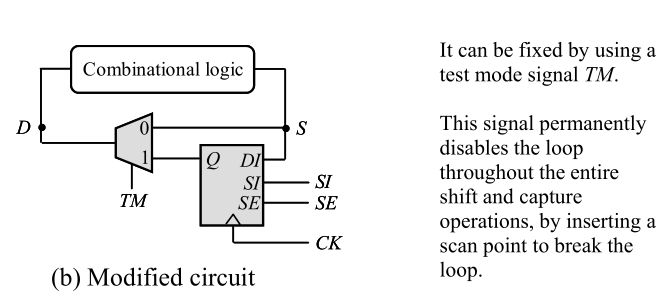 Combinational logic
D
0
S
1
Q DI
SI SI
TM
SE SE
CK
(b) Modified circuit
It can be fixed by using a
test mode signal TM.
This signal permanently
disables the loop
throughout the entire
shift and capture
operations, by inserting a
scan point to break the
loop.